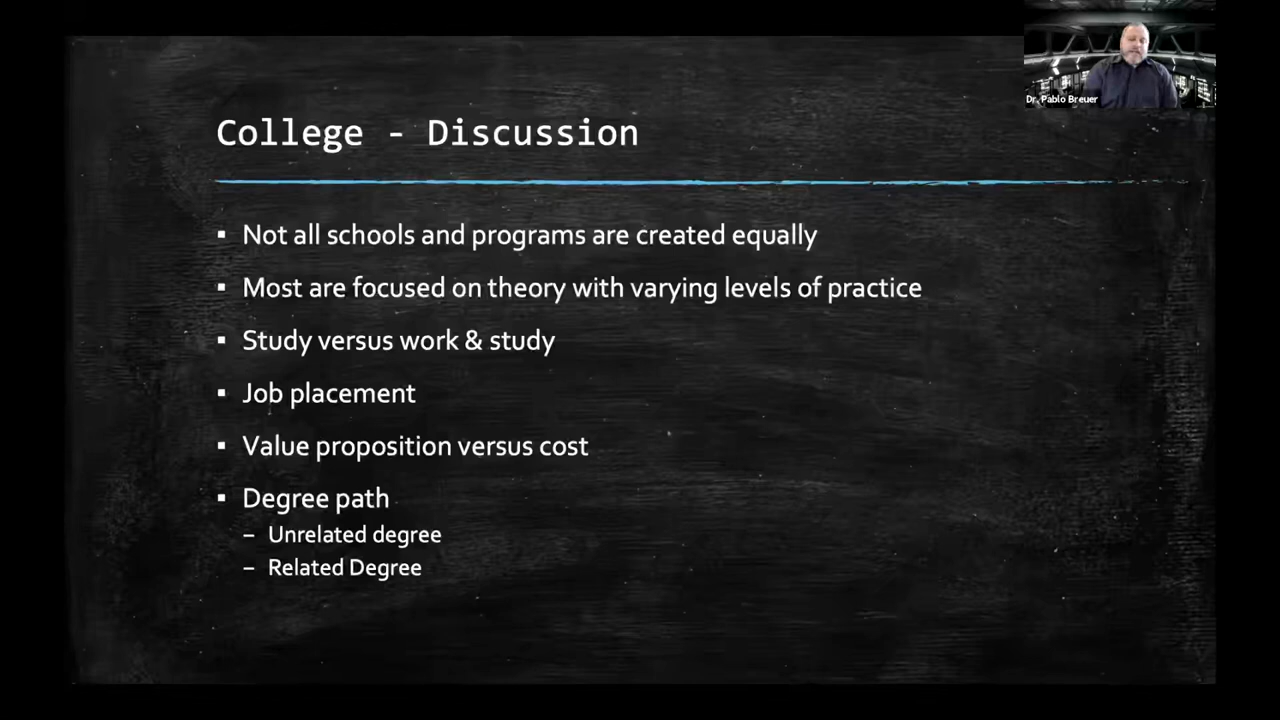 Dr. Pablo Breuer
College - Discussion
▪ Not all schools and programs are created equally
▪ Most are focused on theory with varying levels of practice
▪ Study versus work & study
▪ Job placement
▪ Value proposition versus cost
▪ Degree path
– Unrelated degree
– Related Degree